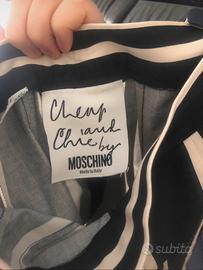 Cheap
and
Chic by
MOSCHINO
MADE IN ITALY
subito